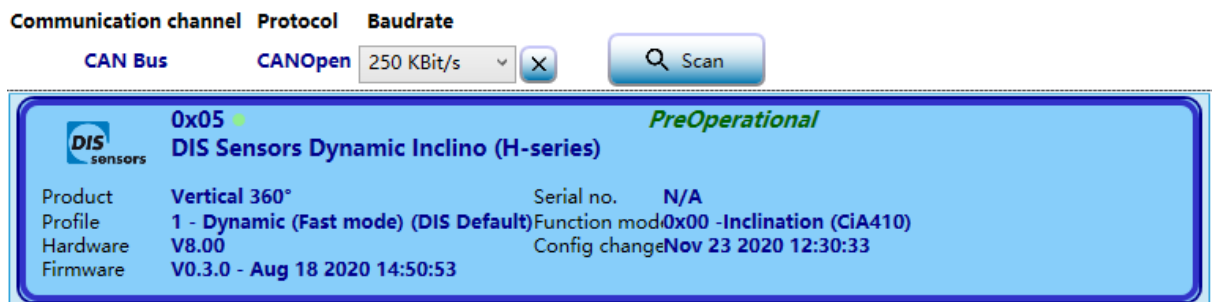 Communication channel Protocol Baudrate
CAN Bus CANOpen 250 KBit/s Scan
0x05 PreOperational
DIS sensors DIS Sensors Dynamic Inclino (H-series)
Product Vertical 360° Serial no. N/A
Profile 1 - Dynamic (Fast mode) (DIS Default) Function mod 0x00 -Inclination (CiA410)
Hardware V8.00 Config change Nov 23 2020 12:30:33
Firmware V0.3.0 - Aug 18 2020 14:50:53